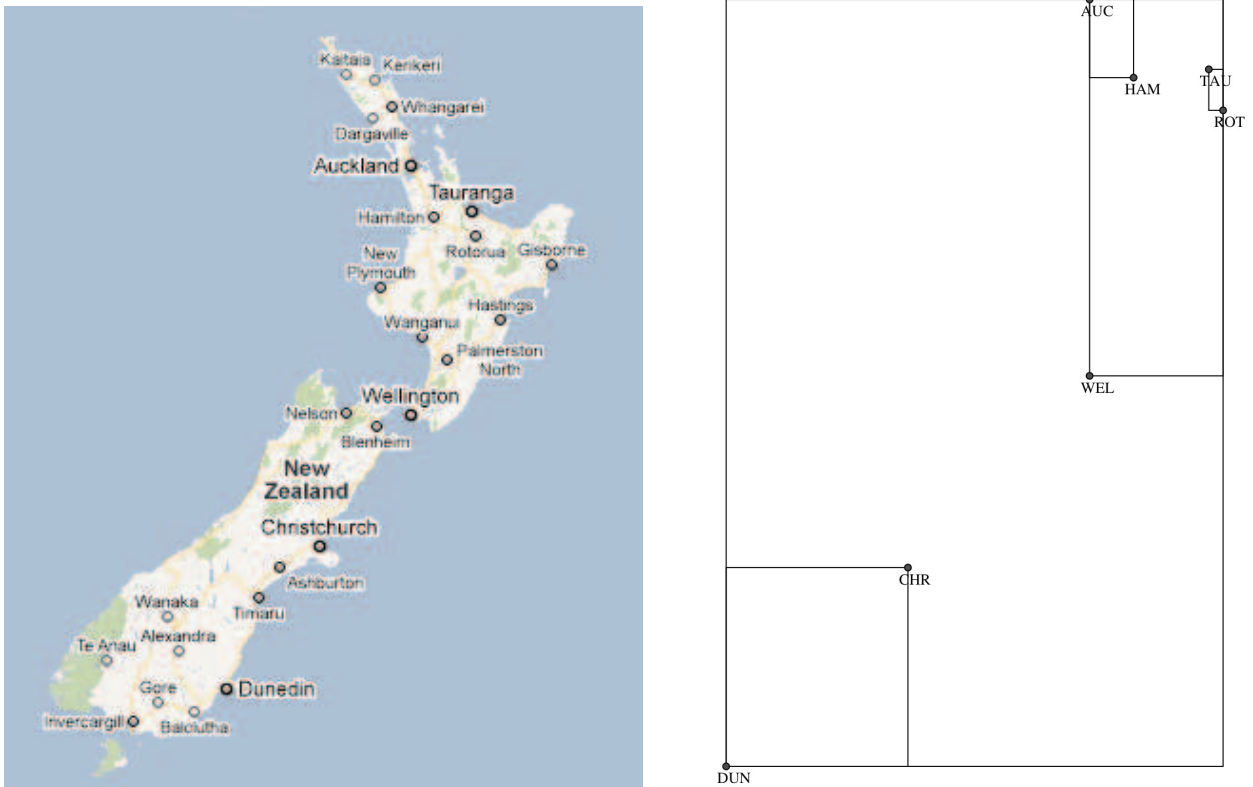 Kaitaia
Kerikeri
Whangarei
Dargaville
Auckland
Tauranga
Hamilton
Rotorua
Gisborne
New
Plymouth
Hastings
Wanganui
Palmerston
North
Wellington
Nelson
Blenheim
New
Zealand
Christchurch
Ashburton
Wanaka
Timaru
Alexandra
Te Anau
Gore
Dunedin
Invercargill
Balclutha
AUC
TAU
HAM
ROT
WEL
CHR
DUN